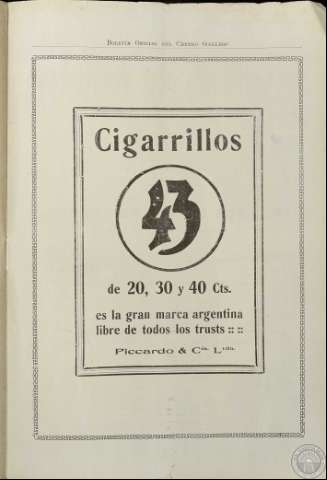 Boletín Oficial del Centro Gallego
Cigarrillos
43
de 20, 30 y 40 Cts.
es la gran marca argentina
libre de todos los trusts :: ::
Piccardo & Cía. Ltda.